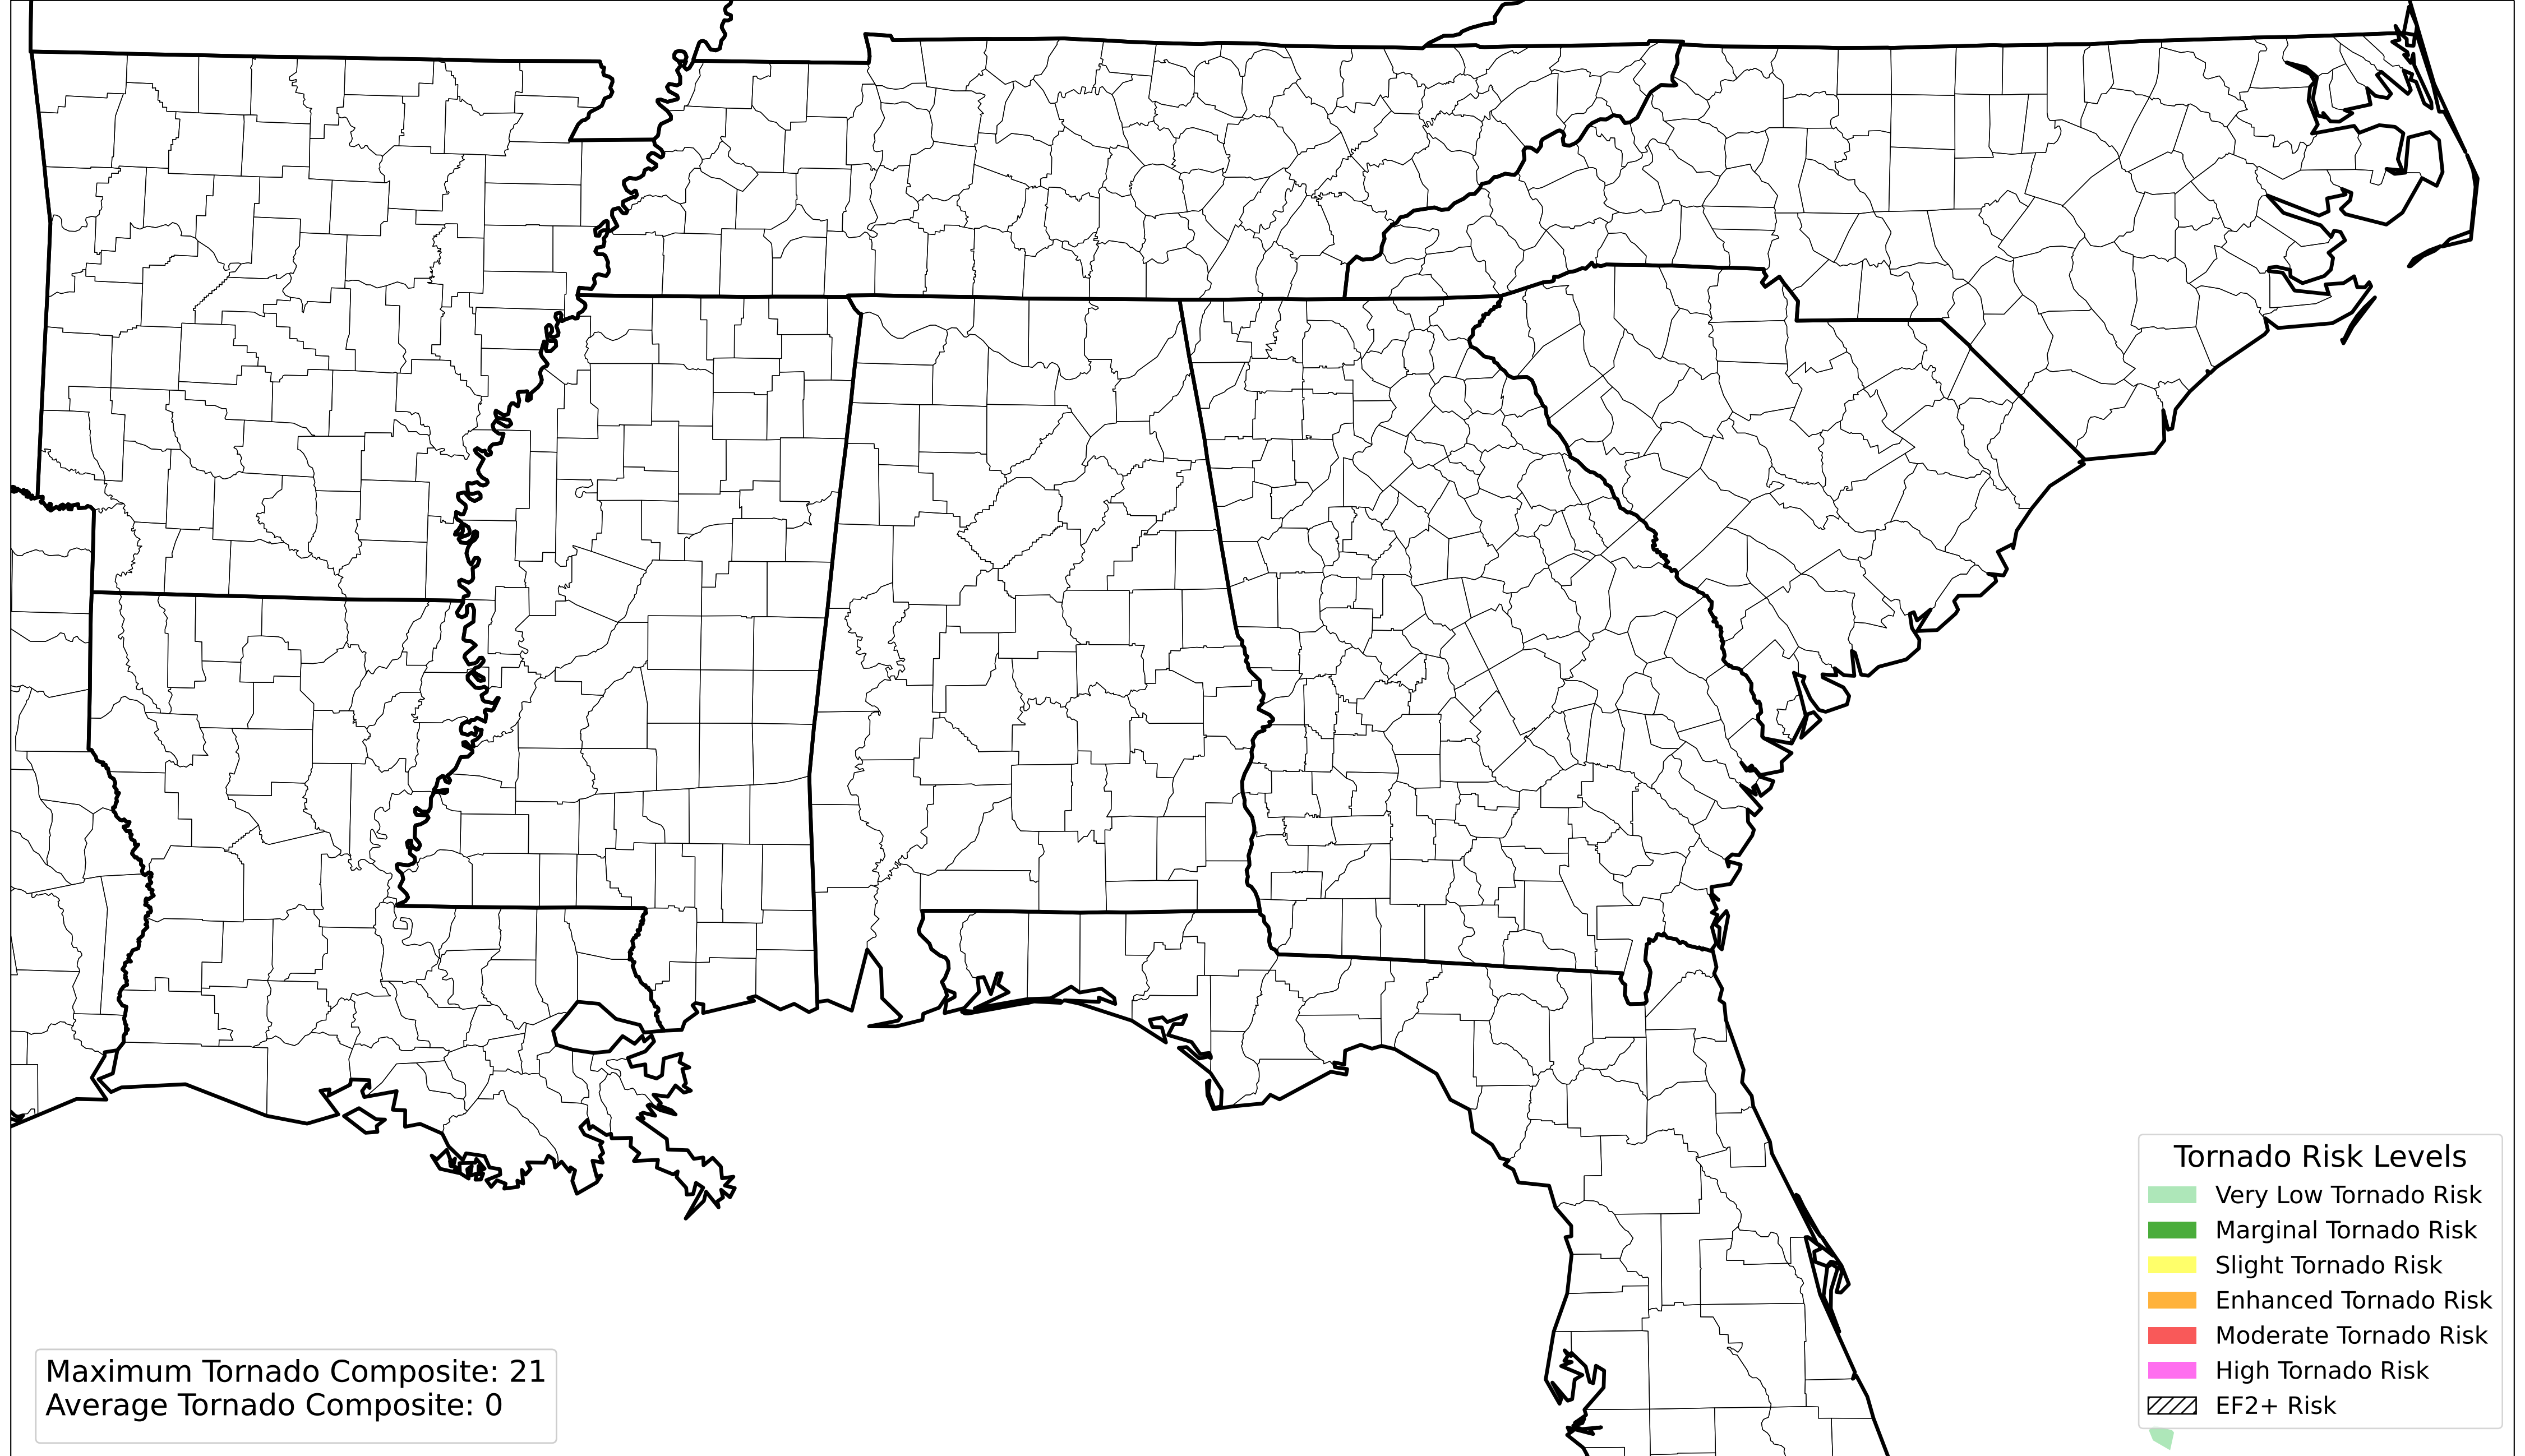 Tornado Risk Levels
Very Low Tornado Risk
Marginal Tornado Risk
Slight Tornado Risk
Enhanced Tornado Risk
Moderate Tornado Risk
High Tornado Risk
EF2+ Risk
Maximum Tornado Composite: 21
Average Tornado Composite: 0